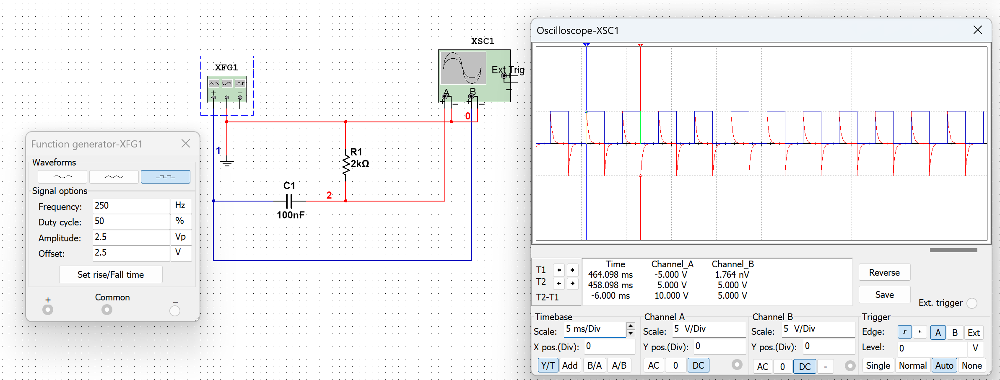 Oscilloscope-XSC1
XSC1
Ext Trig
A
B
+
−
+
−
+
−
XFG1
+
−
0
1
R1
2kΩ
C1
2
100nF
2
1
Function generator-XFG1
Waveforms
Signal options
Frequency: 250 Hz
Duty cycle: 50 %
Amplitude: 2.5 Vp
Offset: 2.5 V
Set rise/Fall time
+ Common −
Time Channel_A Channel_B
T1 464.098 ms -5.000 V 1.764 nV
T2 458.098 ms 5.000 V 5.000 V
T2-T1 -6.000 ms 10.000 V 5.000 V
Reverse
Save
Ext. trigger
Timebase
Scale: 5 ms/Div
X pos.(Div): 0
Y/T Add B/A A/B
Channel A
Scale: 5 V/Div
Y pos.(Div): 0
AC 0 DC
Channel B
Scale: 5 V/Div
Y pos.(Div): 0
AC 0 DC -
Trigger
Edge: A B Ext
Level: 0 V
Single Normal Auto None